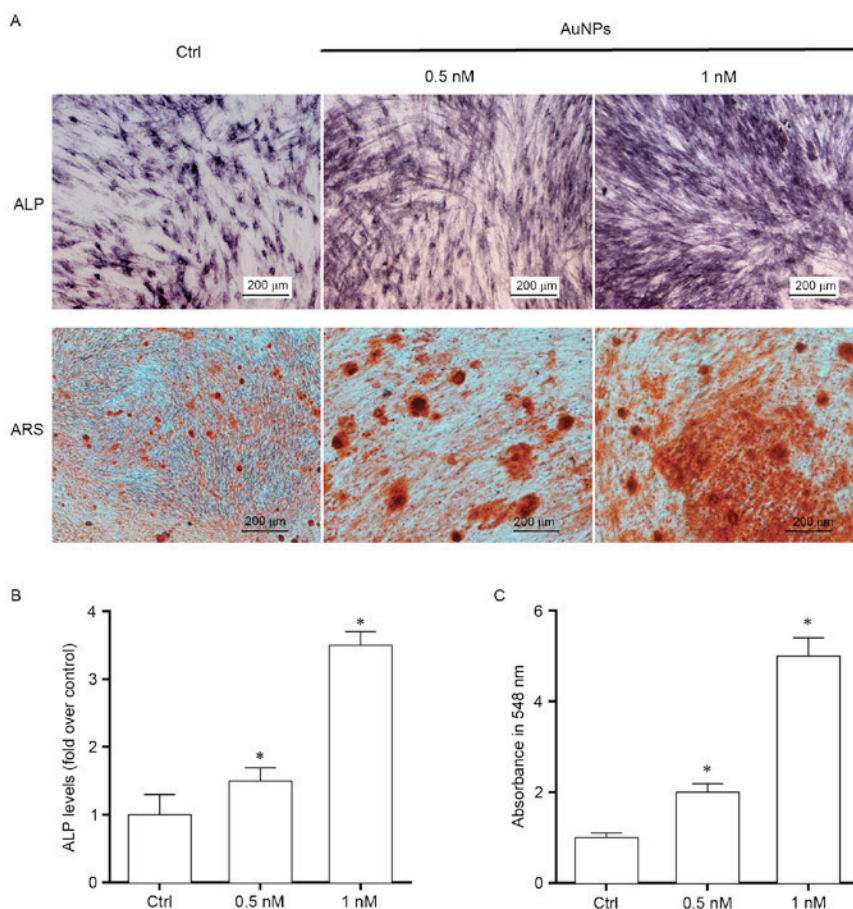 A
Ctrl
AuNPs
0.5 nM
1 nM
ALP
200 μm
200 μm
200 μm
ARS
200 μm
200 μm
200 nm
B
ALP levels (fold over control)
4
3
2
1
0
*
*
Ctrl
0.5 nM
1 nM
C
Absorbance in 548 nm
6
4
2
0
*
*
Ctrl
0.5 nM
1 nM